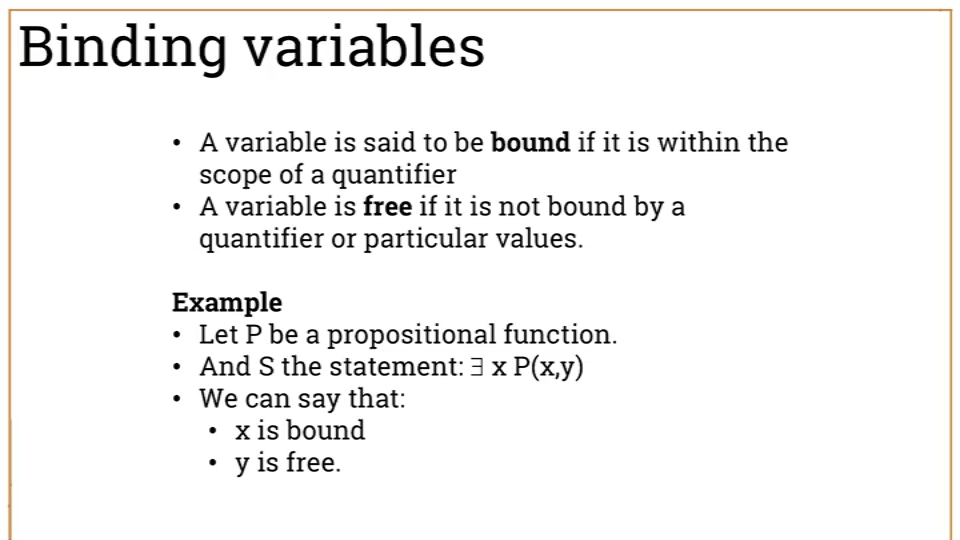 Binding variables
• A variable is said to be bound if it is within the
scope of a quantifier
• A variable is free if it is not bound by a
quantifier or particular values.
Example
• Let P be a propositional function.
• And S the statement: ∃ x P(x,y)
• We can say that:
• x is bound
• y is free.